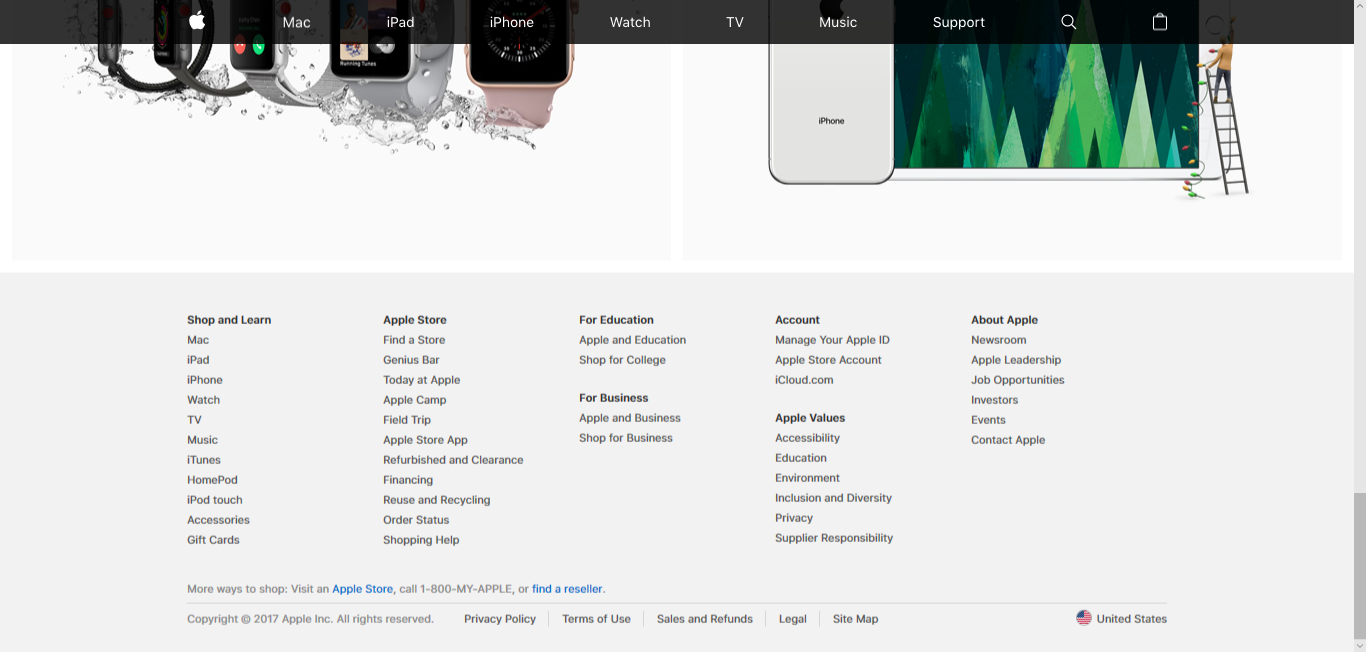 Mac iPad iPhone Watch TV Music Support
Running Tunes
iPhone
Shop and Learn
Mac
iPad
iPhone
Watch
TV
Music
iTunes
HomePod
iPod touch
Accessories
Gift Cards
Apple Store
Find a Store
Genius Bar
Today at Apple
Apple Camp
Field Trip
Apple Store App
Refurbished and Clearance
Financing
Reuse and Recycling
Order Status
Shopping Help
For Education
Apple and Education
Shop for College
For Business
Apple and Business
Shop for Business
Account
Manage Your Apple ID
Apple Store Account
iCloud.com
Apple Values
Accessibility
Education
Environment
Inclusion and Diversity
Privacy
Supplier Responsibility
About Apple
Newsroom
Apple Leadership
Job Opportunities
Investors
Events
Contact Apple
More ways to shop: Visit an Apple Store, call 1-800-MY-APPLE, or find a reseller.
Copyright © 2017 Apple Inc. All rights reserved. Privacy Policy Terms of Use Sales and Refunds Legal Site Map United States